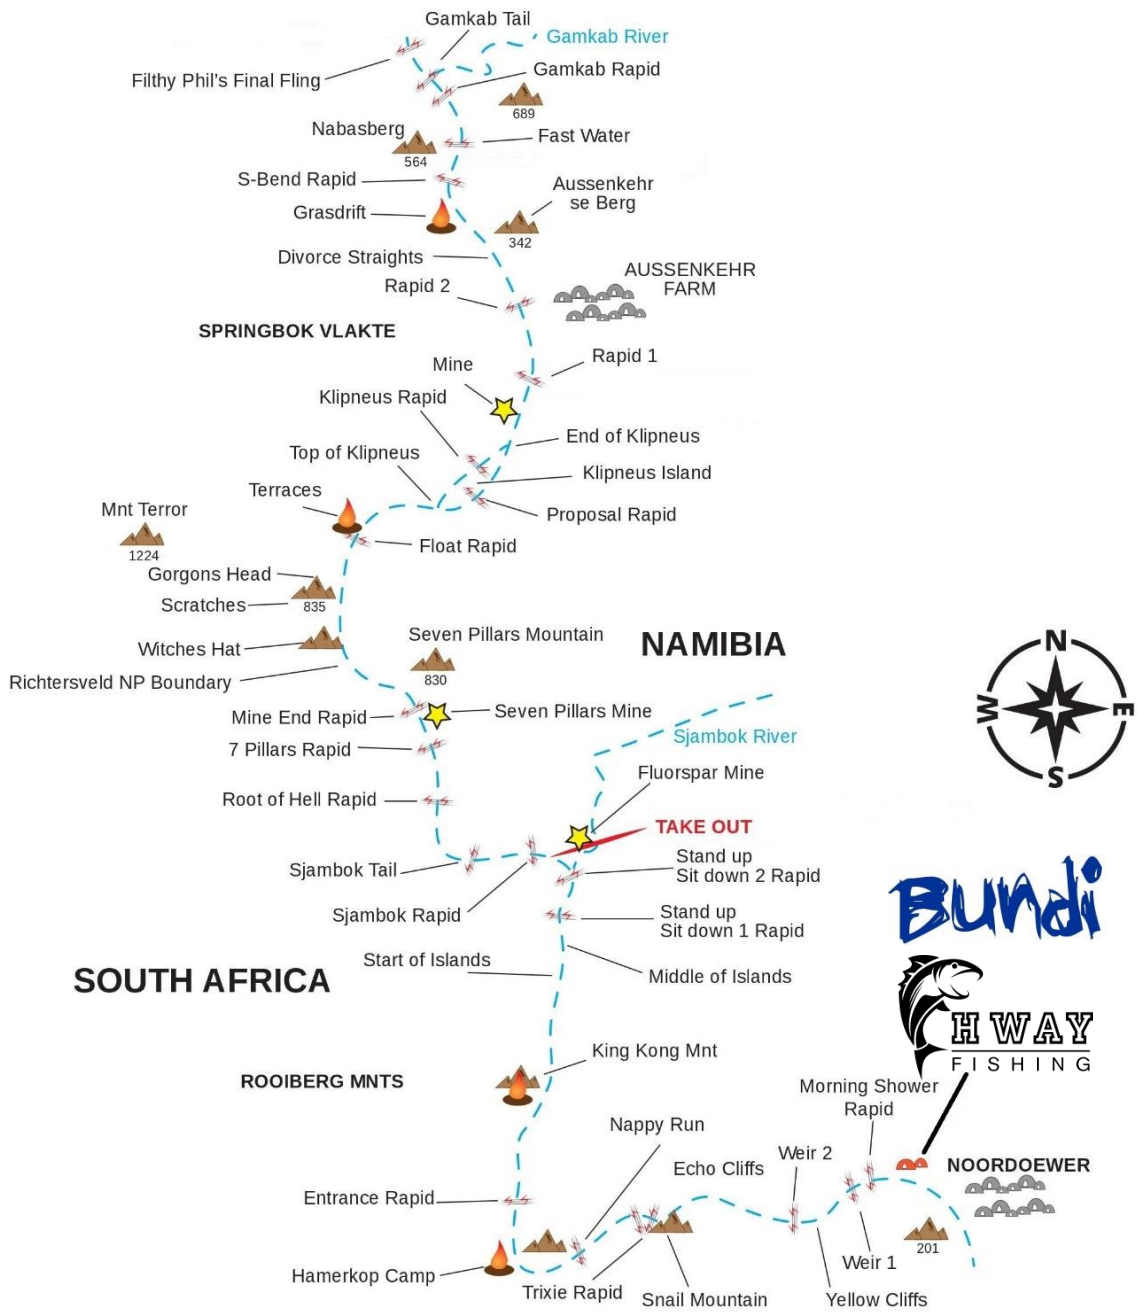 Gamkab Tail
Gamkab River
Filthy Phil's Final Fling
Gamkab Rapid
689
Nabasberg
564
Fast Water
S-Bend Rapid
Aussenkehr
se Berg
Grasdrift
342
Divorce Straights
AUSSENKEHR
FARM
Rapid 2
SPRINGBOK VLAKTE
Rapid 1
Mine
Klipneus Rapid
End of Klipneus
Top of Klipneus
Klipneus Island
Terraces
Mnt Terror
1224
Proposal Rapid
Float Rapid
Gorgons Head
Scratches
835
Seven Pillars Mountain
830
NAMIBIA
Witches Hat
Richtersveld NP Boundary
N
W
E
S
Mine End Rapid
Seven Pillars Mine
7 Pillars Rapid
Sjambok River
Fluorspar Mine
Root of Hell Rapid
TAKE OUT
Stand up
Sit down 2 Rapid
Sjambok Tail
Sjambok Rapid
Stand up
Sit down 1 Rapid
Bundi
Start of Islands
Middle of Islands
SOUTH AFRICA
HWAY
FISHING
King Kong Mnt
ROOIBERG MNTS
Morning Shower
Rapid
Nappy Run
Weir 2
Echo Cliffs
NOORDOEWER
Entrance Rapid
201
Weir 1
Hamerkop Camp
Trixie Rapid
Snail Mountain
Yellow Cliffs